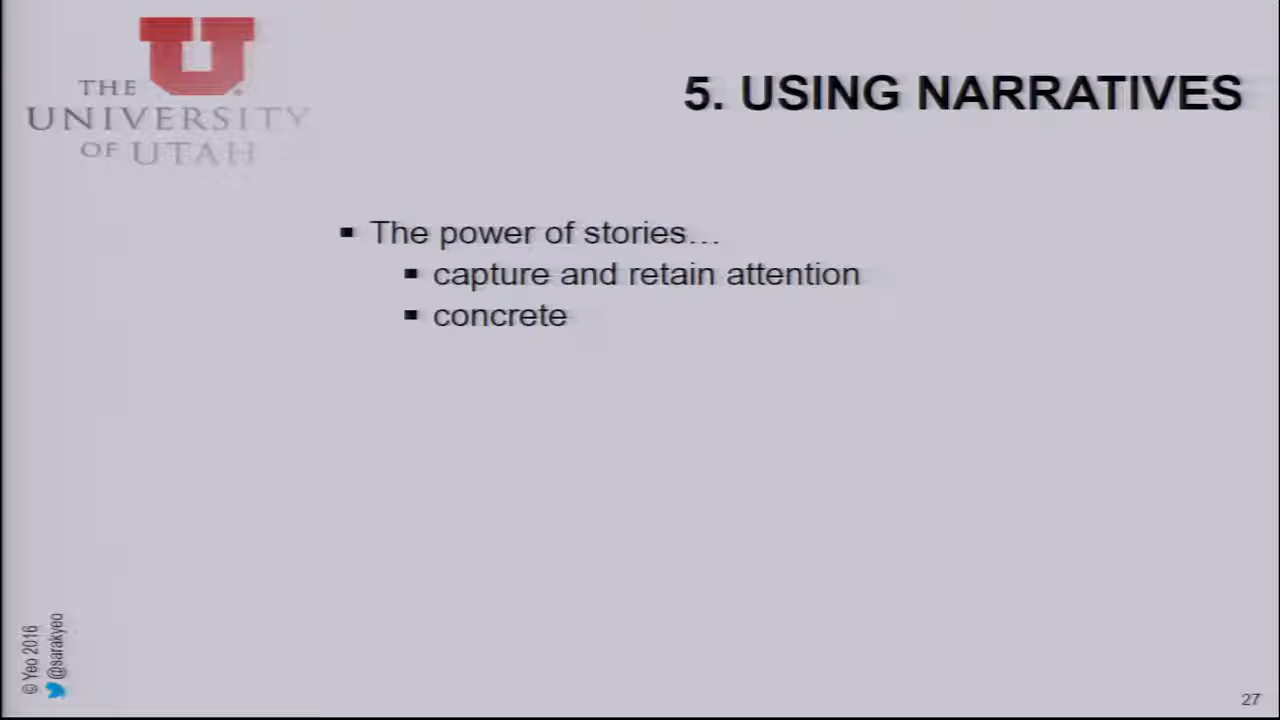 THE
UNIVERSITY
OF UTAH
5. USING NARRATIVES
▪ The power of stories…
▪ capture and retain attention
▪ concrete
© Yeo 2016
@sarakyeo
27